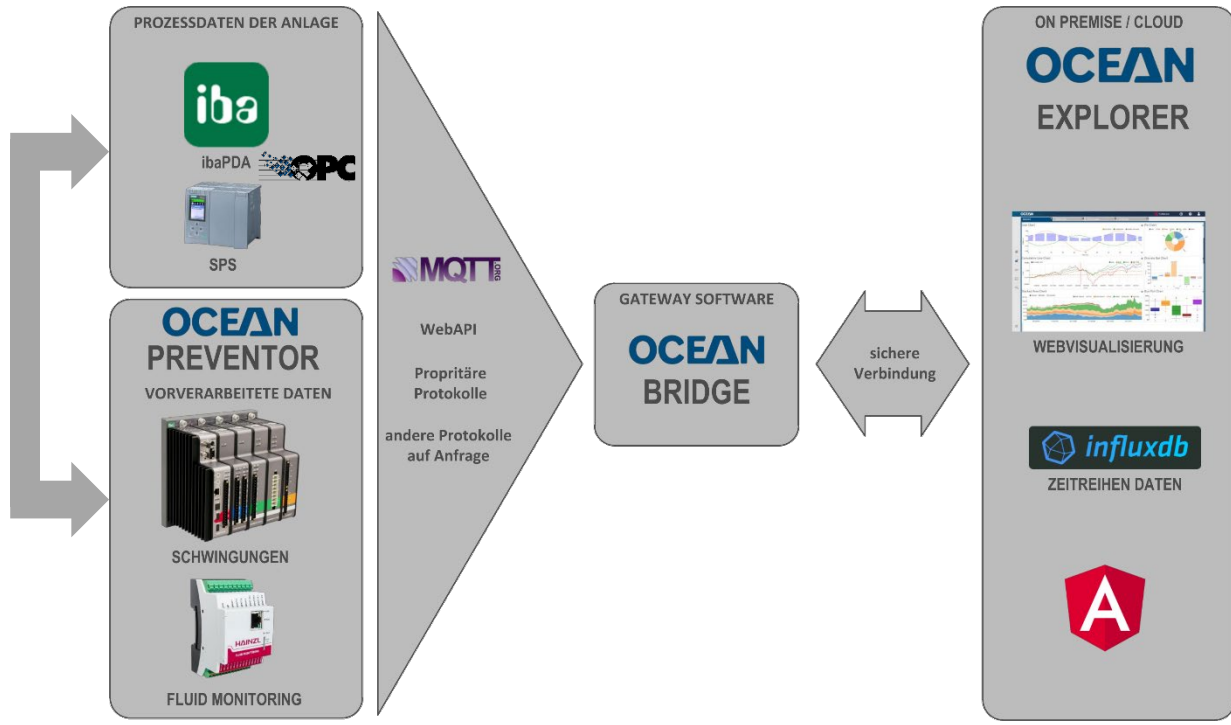 PROZESSDATEN DER ANLAGE
iba
ibaPDA
OPC
SPS
OCEAN
PREVENTOR
VORVERARBEITETE DATEN
SCHWINGUNGEN
HAINZL
FLUID MONITORING
MQTT.ORG
WebAPI
Propritäre
Protokolle
andere Protokolle
auf Anfrage
GATEWAY SOFTWARE
OCEAN
BRIDGE
sichere
Verbindung
ON PREMISE / CLOUD
OCEAN
EXPLORER
OCEAN
WEBVISUALISIERUNG
influxdb
ZEITREIHEN DATEN
A